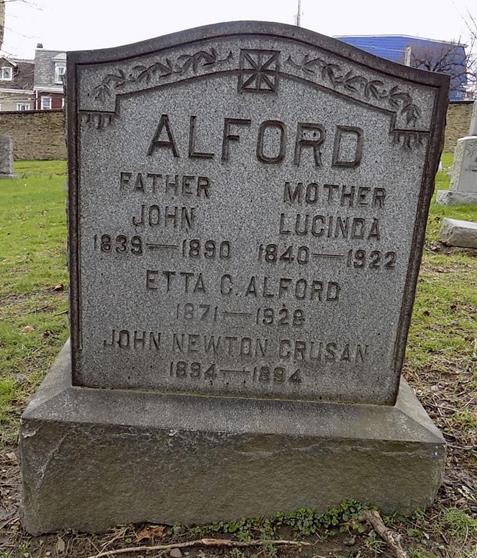 ALFORD
FATHER MOTHER
JOHN LUCINDA
1839—1890 1840—1922
ETTA C. ALFORD
1871—1928
JOHN NEWTON CRUSAN
1894—1894